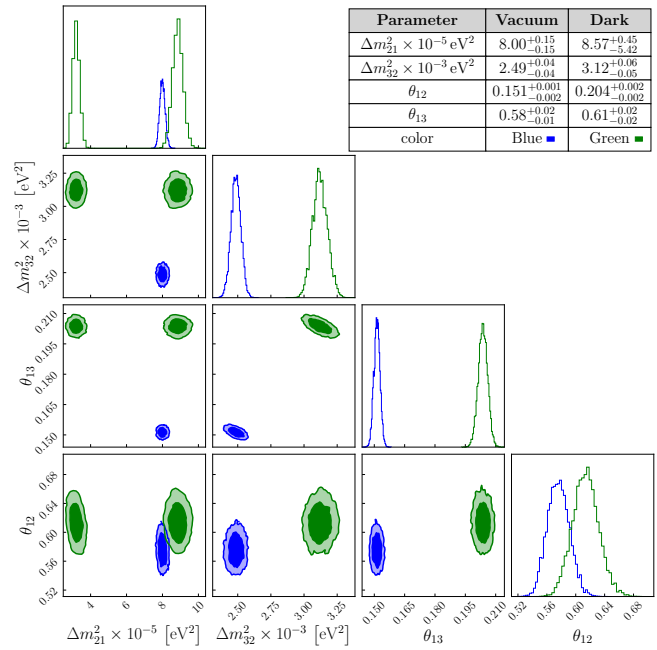 Parameter Vacuum Dark
Δm²₂₁ × 10⁻⁵ eV² 8.00⁺⁰·¹⁵₋₀.₁₅ 8.57⁺⁰·⁴⁵₋₅.₄₂
Δm²₃₂ × 10⁻³ eV² 2.49⁺⁰·⁰⁴₋₀.₀₄ 3.12⁺⁰·⁰⁶₋₀.₀₅
θ₁₂ 0.151⁺⁰·⁰⁰¹₋₀.₀₀₂ 0.204⁺⁰·⁰⁰²₋₀.₀₀₂
θ₁₃ 0.58⁺⁰·⁰²₋₀.₀₁ 0.61⁺⁰·⁰²₋₀.₀₂
color Blue Green
Δm²₃₂ × 10⁻³ [eV²]
3.25
3.00
2.75
2.50
θ₁₃
0.210
0.195
0.180
0.165
0.150
θ₁₂
0.68
0.64
0.60
0.56
0.52
4 8 10
Δm²₂₁ × 10⁻⁵ [eV²]
2.50 2.75 3.00 3.25
Δm²₃₂ × 10⁻³ [eV²]
0.150 0.165 0.180 0.195 0.210
θ₁₃
0.52 0.56 0.60 0.64 0.68
θ₁₂